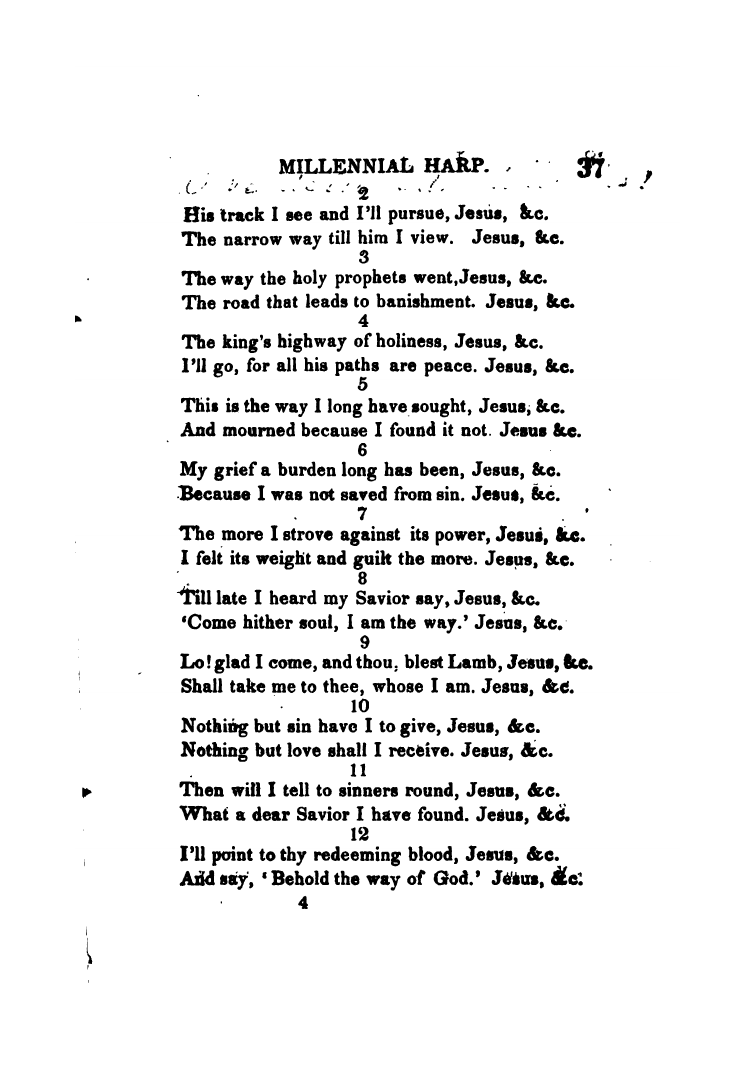 MILLENNIAL HARP. 37
2
His track I see and I'll pursue, Jesus, &c.
The narrow way till him I view. Jesus, &c.
3
The way the holy prophets went,Jesus, &c.
The road that leads to banishment. Jesus, &c.
4
The king's highway of holiness, Jesus, &c.
I'll go, for all his paths are peace. Jesus, &c.
5
This is the way I long have sought, Jesus, &c.
And mourned because I found it not. Jesus &c.
6
My grief a burden long has been, Jesus, &c.
Because I was not saved from sin. Jesus, &c.
7
The more I strove against its power, Jesus, &c.
I felt its weight and guilt the more. Jesus, &c.
8
Till late I heard my Savior say, Jesus, &c.
'Come hither soul, I am the way.' Jesus, &c.
9
Lo! glad I come, and thou, blest Lamb, Jesus, &c.
Shall take me to thee, whose I am. Jesus, &c.
10
Nothing but sin have I to give, Jesus, &c.
Nothing but love shall I receive. Jesus, &c.
11
Then will I tell to sinners round, Jesus, &c.
What a dear Savior I have found. Jesus, &c.
12
I'll point to thy redeeming blood, Jesus, &c.
And say, 'Behold the way of God.' Jesus, &c.
4